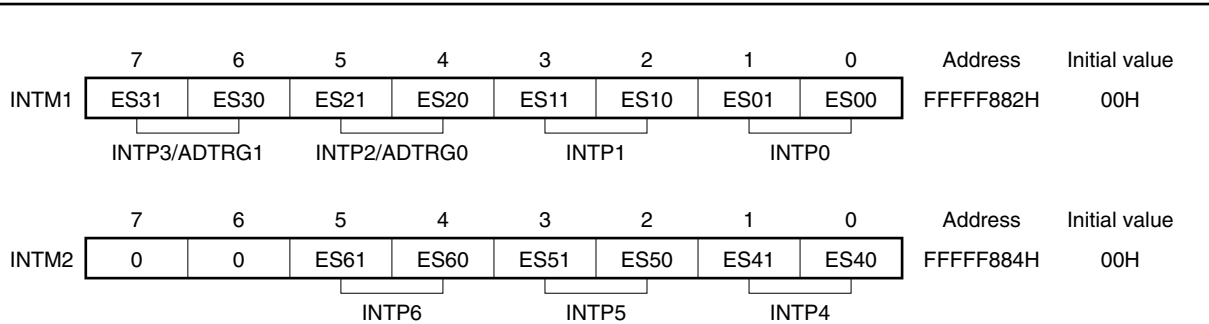 7 6 5 4 3 2 1 0 Address Initial value
INTM1 ES31 ES30 ES21 ES20 ES11 ES10 ES01 ES00 FFFFF882H 00H
INTP3/ADTRG1 INTP2/ADTRG0 INTP1 INTP0
7 6 5 4 3 2 1 0 Address Initial value
INTM2 0 0 ES61 ES60 ES51 ES50 ES41 ES40 FFFFF884H 00H
INTP6 INTP5 INTP4